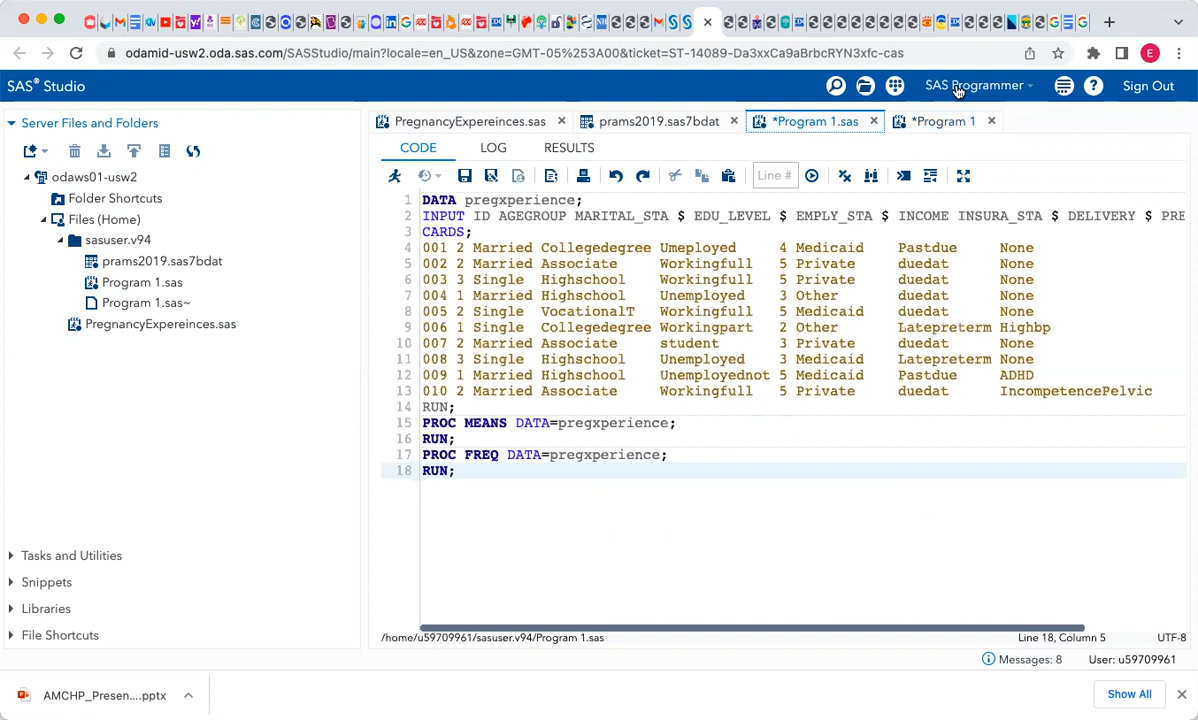 odamid-usw2.oda.sas.com/SASStudio/main?locale=en_US&zone=GMT-05%253A00&ticket=ST-14089-Da3xxCa9aBrbcRYN3xfc-cas
E
SAS® Studio
SAS Programmer
Sign Out
Server Files and Folders
odaws01-usw2
Folder Shortcuts
Files (Home)
sasuser.v94
prams2019.sas7bdat
Program 1.sas
Program 1.sas~
PregnancyExpereinces.sas
Tasks and Utilities
Snippets
Libraries
File Shortcuts
PregnancyExpereinces.sas
prams2019.sas7bdat
*Program 1.sas
*Program 1
CODE
LOG
RESULTS
Line #
1 DATA pregxperience;
2 INPUT ID AGEGROUP MARITAL_STA $ EDU_LEVEL $ EMPLY_STA $ INCOME INSURA_STA $ DELIVERY $ PRE
3 CARDS;
4 001 2 Married Collegedegree Umeployed 4 Medicaid Pastdue None
5 002 2 Married Associate Workingfull 5 Private duedat None
6 003 3 Single Highschool Workingfull 5 Private duedat None
7 004 1 Married Highschool Unemployed 3 Other duedat None
8 005 2 Single VocationalT Workingfull 5 Medicaid duedat None
9 006 1 Single Collegedegree Workingpart 2 Other Latepreterm Highbp
10 007 2 Married Associate student 3 Private duedat None
11 008 3 Single Highschool Unemployed 3 Medicaid Latepreterm None
12 009 1 Married Highschool Unemployednot 5 Medicaid Pastdue ADHD
13 010 2 Married Associate Workingfull 5 Private duedat IncompetencePelvic
14 RUN;
15 PROC MEANS DATA=pregxperience;
16 RUN;
17 PROC FREQ DATA=pregxperience;
18 RUN;
/home/u59709961/sasuser.v94/Program 1.sas
Line 18, Column 5
UTF-8
Messages: 8
User: u59709961
AMCHP_Presen....pptx
Show All